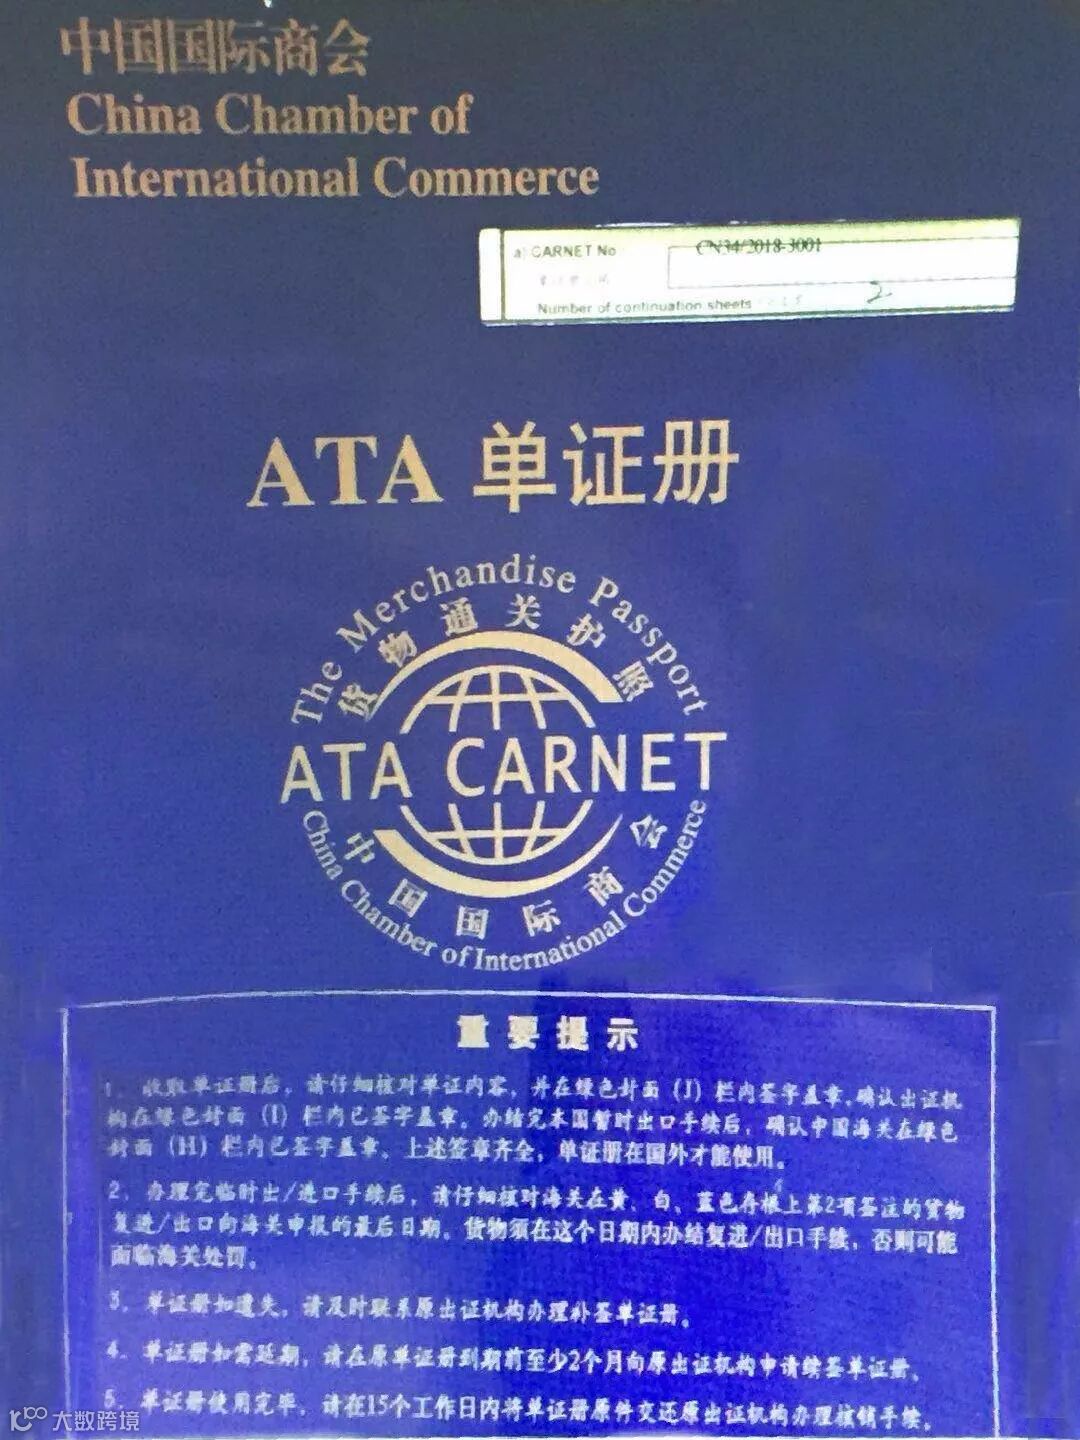 中国国际商会
China Chamber of
International Commerce
a) CARNET No
CN34/2018-3001
Number of continuation sheets
2
ATA 单证册
The Merchandise Passport
货物通关护照
ATA CARNET
中国国际商会
China Chamber of International Commerce
重要提示
1、收取单证册后，请仔细核对单证内容，并在绿色封面（J）栏内签字盖章，确认出证机
构在绿色封面（I）栏内已签字盖章。办结完本国暂时出口手续后，确认中国海关在绿色
封面（H）栏内已签字盖章。上述签章齐全，单证册在国外才能使用。
2、办理完临时出/进口手续后，请仔细核对海关在黄、白、蓝色存根上第2项签注的货物
复进/出口向海关申报的最后日期。货物须在这个日期内办结复进/出口手续，否则可能
面临海关处罚。
3、单证册如遗失，请及时联系原出证机构办理补签单证册。
4、单证册如需延期，请在原单证册到期前至少2个月向原出证机构申请续签单证册。
5、单证册使用完毕，请在15个工作日内将单证册原件交还原出证机构办理核销手续。
大数跨境